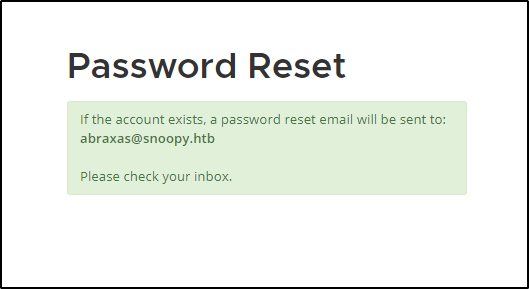 Password Reset
If the account exists, a password reset email will be sent to:
abraxas@snoopy.htb
Please check your inbox.